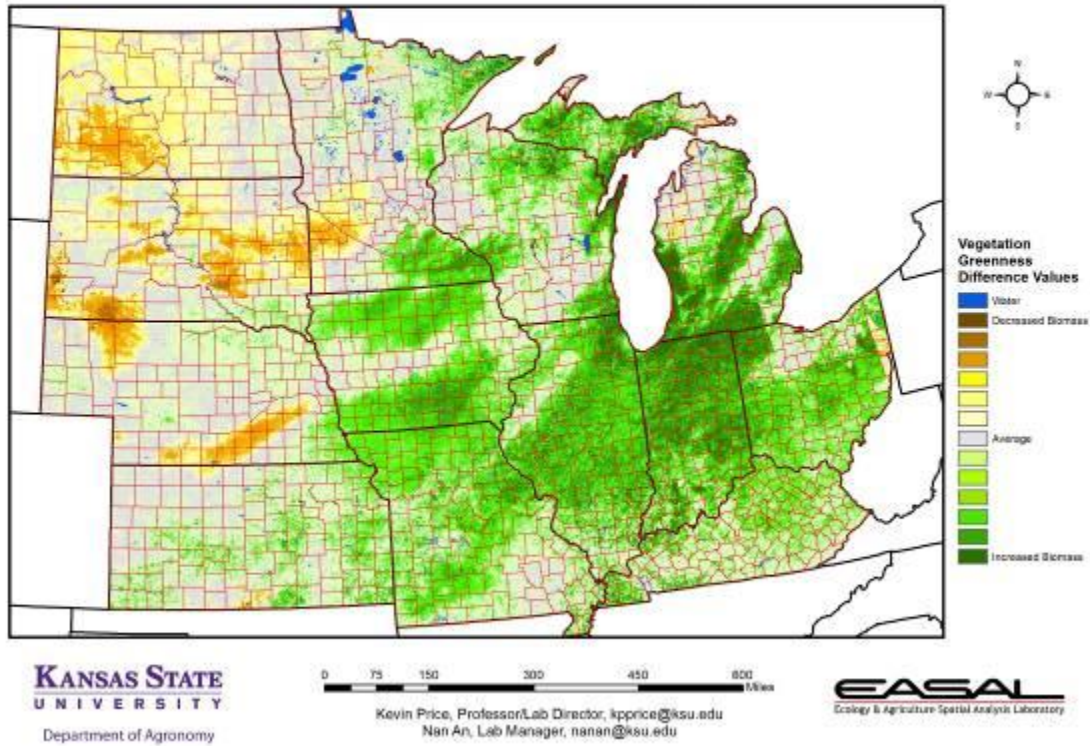 N
W
E
S
Vegetation
Greenness
Difference Values
Water
Decreased Biomass
Average
Increased Biomass
KANSAS STATE
UNIVERSITY
Department of Agronomy
0 75 150 300 450 600
Miles
Kevin Price, Professor/Lab Director, kpprice@ksu.edu
Nan An, Lab Manager, nanan@ksu.edu
EASAL
Ecology & Agriculture Spatial Analysis Laboratory